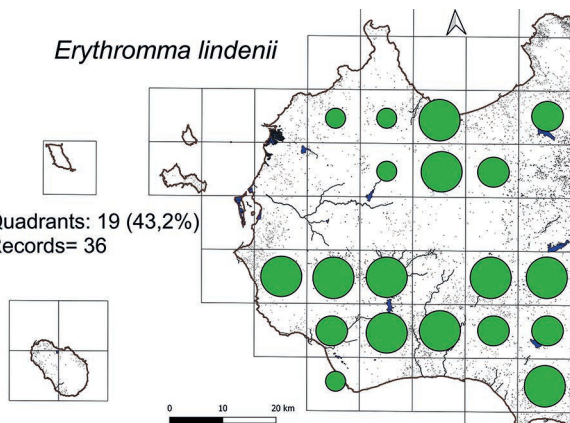 Erythromma lindenii
uadrants: 19 (43,2%)
ecords= 36
0 10 20 km